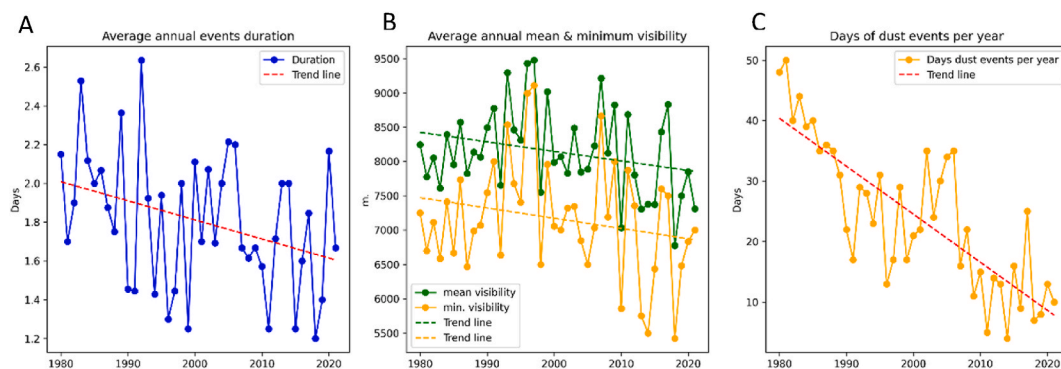 A
Average annual events duration
Duration
Trend line
Days
2.6
2.4
2.2
2.0
1.8
1.6
1.4
1.2
1980
1990
2000
2010
2020
B
Average annual mean & minimum visibility
m.
9500
9000
8500
8000
7500
7000
6500
6000
5500
mean visibility
min. visibility
Trend line
Trend line
1980
1990
2000
2010
2020
C
Days of dust events per year
Days dust events per year
Trend line
Days
50
40
30
20
10
1980
1990
2000
2010
2020